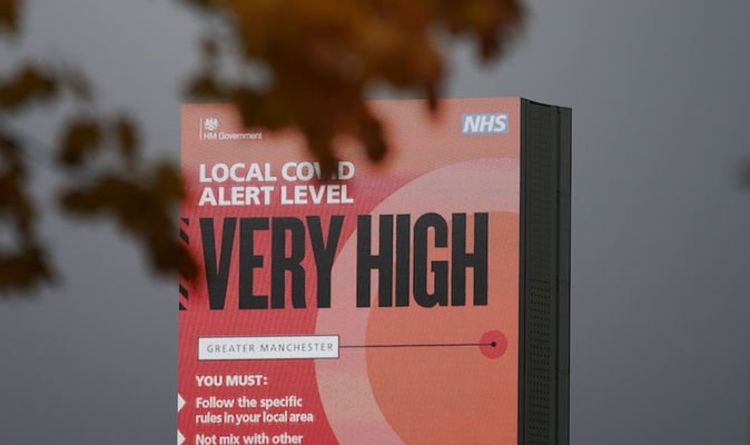 HM Government
NHS
LOCAL COVID
ALERT LEVEL
VERY HIGH
GREATER MANCHESTER
YOU MUST:
Follow the specific
rules in your local area
Not mix with other